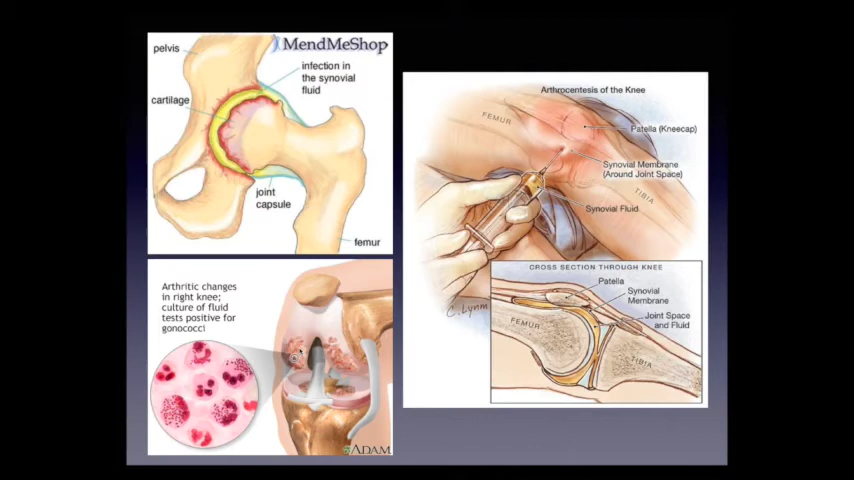 MendMeShop
pelvis
infection in
the synovial
fluid
cartilage
joint
capsule
femur
Arthritic changes
in right knee;
culture of fluid
tests positive for
gonococci
ADAM
Arthrocentesis of the Knee
FEMUR
Patella (Kneecap)
Synovial Membrane
(Around Joint Space)
TIBIA
Synovial Fluid
C. Lynm
CROSS SECTION THROUGH KNEE
Patella
Synovial
Membrane
Joint Space
and Fluid
FEMUR
TIBIA